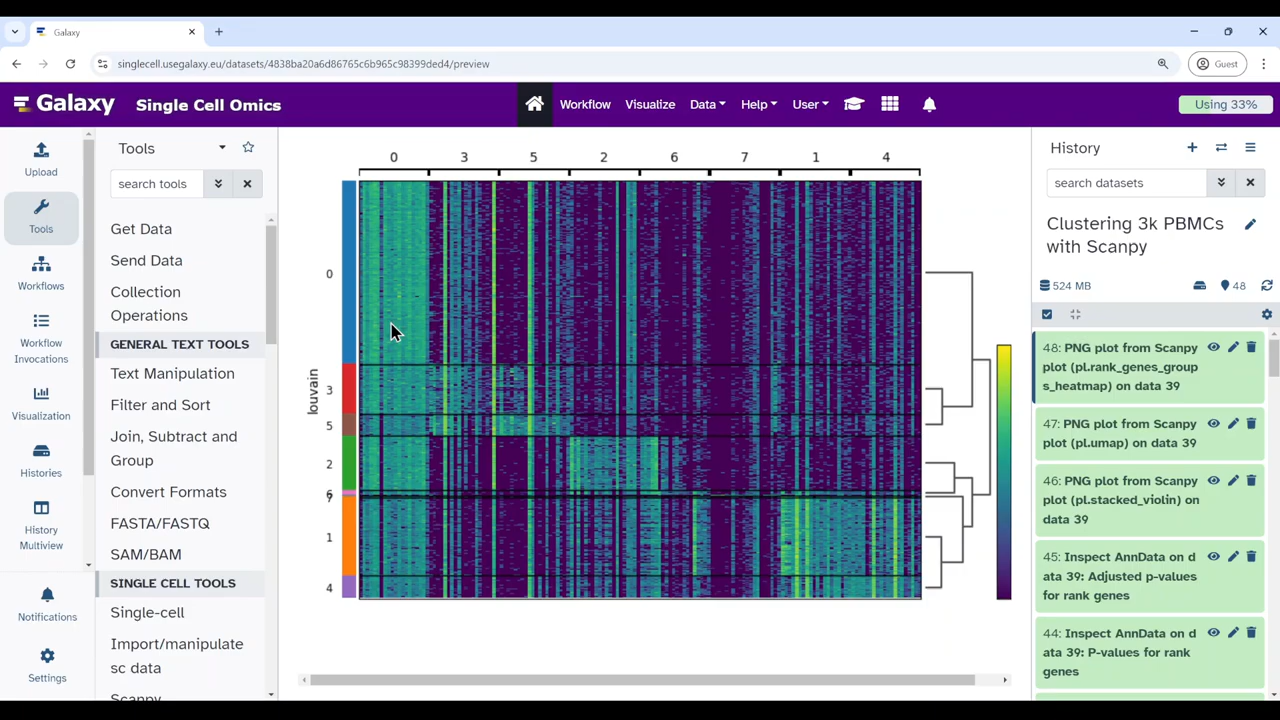 Galaxy
singlecell.usegalaxy.eu/datasets/4838ba20a6d86765c6b965c98399ded4/preview
Guest
Galaxy Single Cell Omics
Workflow Visualize Data Help User
Using 33%
Upload
Tools
Workflows
Workflow
Invocations
Visualization
Histories
History
Multiview
Notifications
Settings
Tools
search tools
Get Data
Send Data
Collection
Operations
GENERAL TEXT TOOLS
Text Manipulation
Filter and Sort
Join, Subtract and
Group
Convert Formats
FASTA/FASTQ
SAM/BAM
SINGLE CELL TOOLS
Single-cell
Import/manipulate
sc data
Scanpy
0 3 5 2 6 7 1 4
louvain
0
3
5
2
6
1
4
History
search datasets
Clustering 3k PBMCs
with Scanpy
524 MB 48
48: PNG plot from Scanpy
plot (pl.rank_genes_group
s_heatmap) on data 39
47: PNG plot from Scanpy
plot (pl.umap) on data 39
46: PNG plot from Scanpy
plot (pl.stacked_violin) on
data 39
45: Inspect AnnData on d
ata 39: Adjusted p-values
for rank genes
44: Inspect AnnData on d
ata 39: P-values for rank
genes